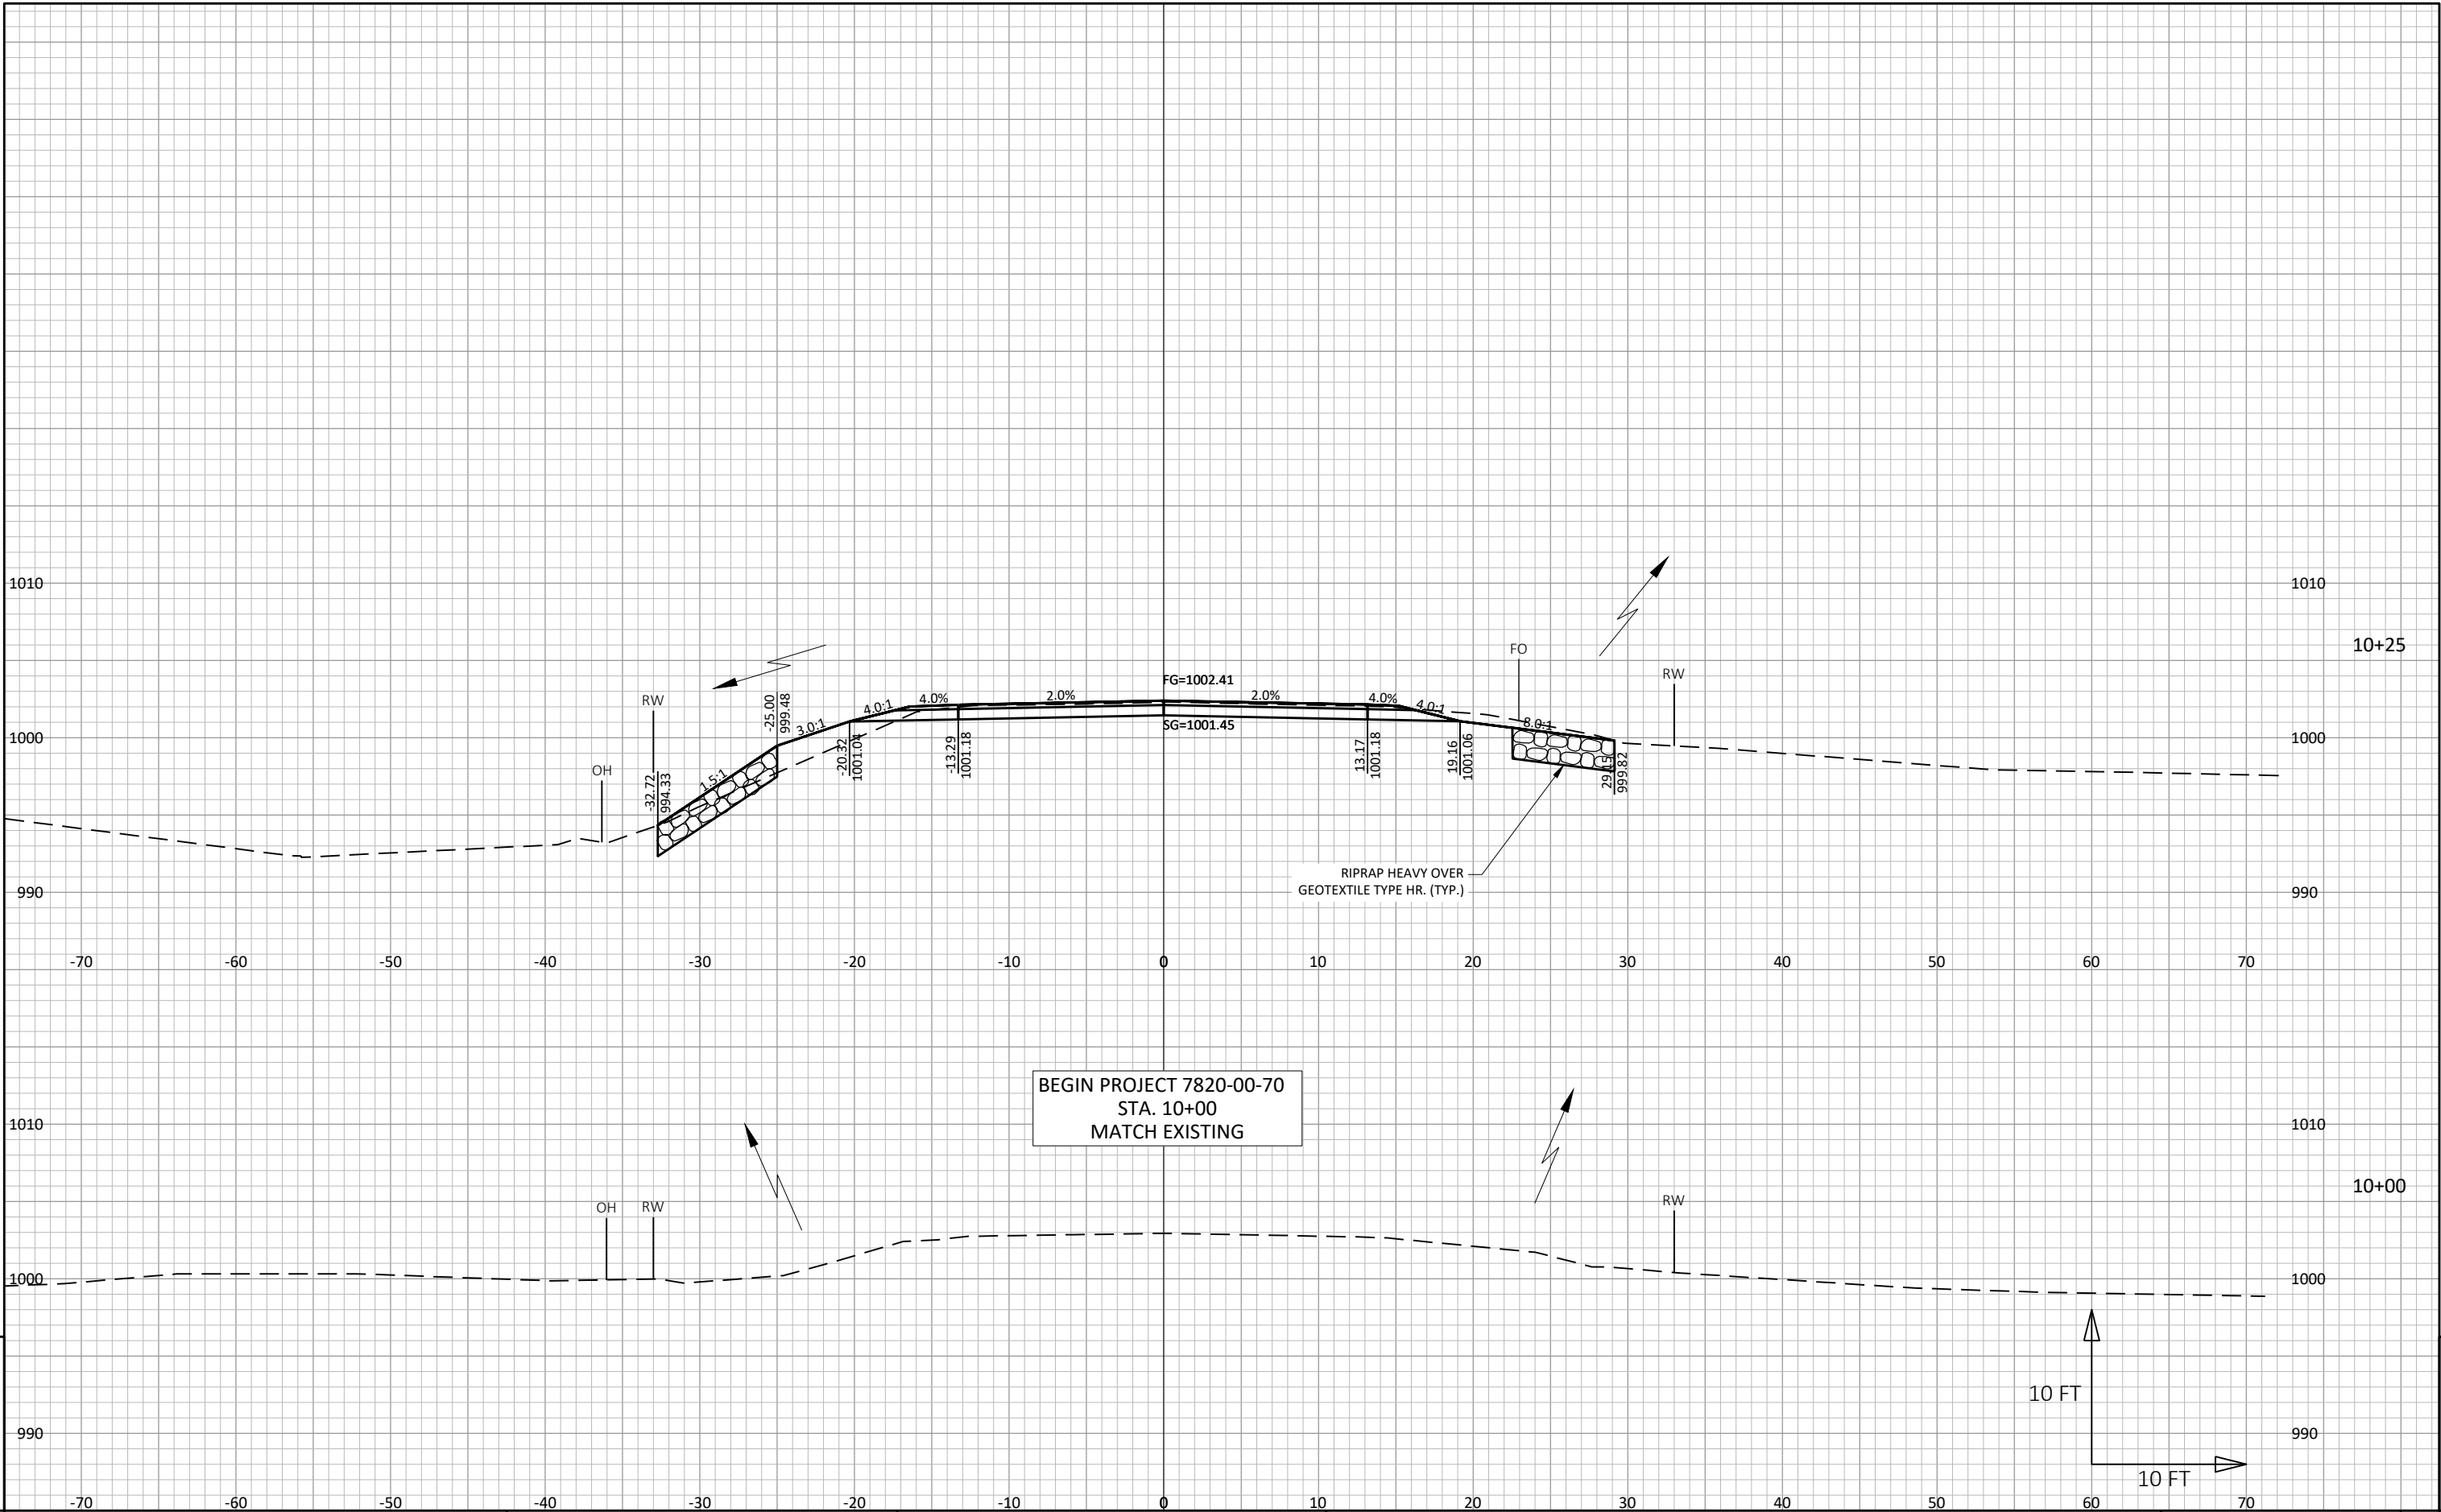 1010
1010
10+25
FO
RW
RW
FG=1002.41
-25.00
999.48
4.0:1
4.0%
2.0%
2.0%
4.0%
4.0:1
3.0:1
8.0:1
SG=1001.45
1000
1000
-20.32
1001.04
-13.29
1001.18
13.17
1001.18
19.16
1001.06
29.15
999.82
OH
-32.72
994.33
1.5:1
RIPRAP HEAVY OVER
GEOTEXTILE TYPE HR. (TYP.)
990
990
-70 -60 -50 -40 -30 -20 -10 0 10 20 30 40 50 60 70
BEGIN PROJECT 7820-00-70
STA. 10+00
MATCH EXISTING
1010
1010
10+00
OH
RW
RW
1000
1000
10 FT
990
990
10 FT
-70 -60 -50 -40 -30 -20 -10 0 10 20 30 40 50 60 70